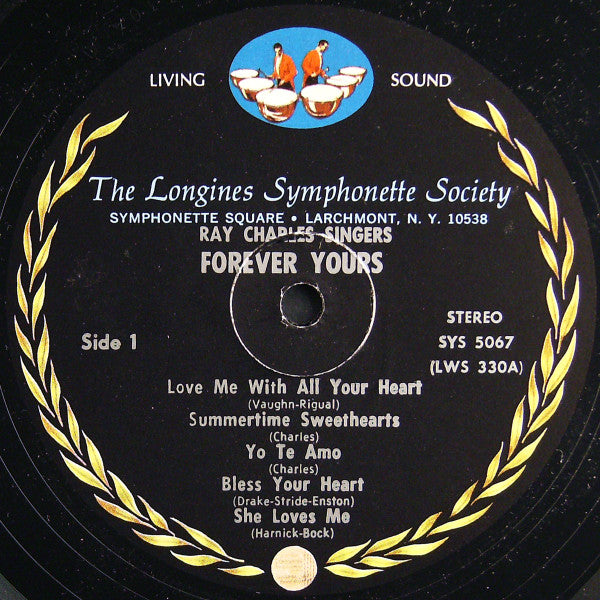 LIVING SOUND
The Longines Symphonette Society
SYMPHONETTE SQUARE • LARCHMONT, N. Y. 10538
RAY CHARLES SINGERS
FOREVER YOURS
Side 1
STEREO
SYS 5067
(LWS 330A)
Love Me With All Your Heart
(Vaughn-Rigual)
Summertime Sweethearts
(Charles)
Yo Te Amo
(Charles)
Bless Your Heart
(Drake-Stride-Enston)
She Loves Me
(Harnick-Bock)